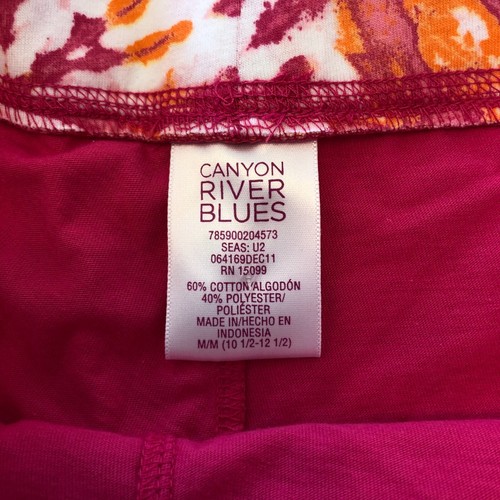 CANYON
RIVER
BLUES
785900204573
SEAS: U2
064169DEC11
RN 15099
60% COTTON/ALGODÓN
40% POLYESTER/
POLIÉSTER
MADE IN/HECHO EN
INDONESIA
M/M (10 1/2-12 1/2)